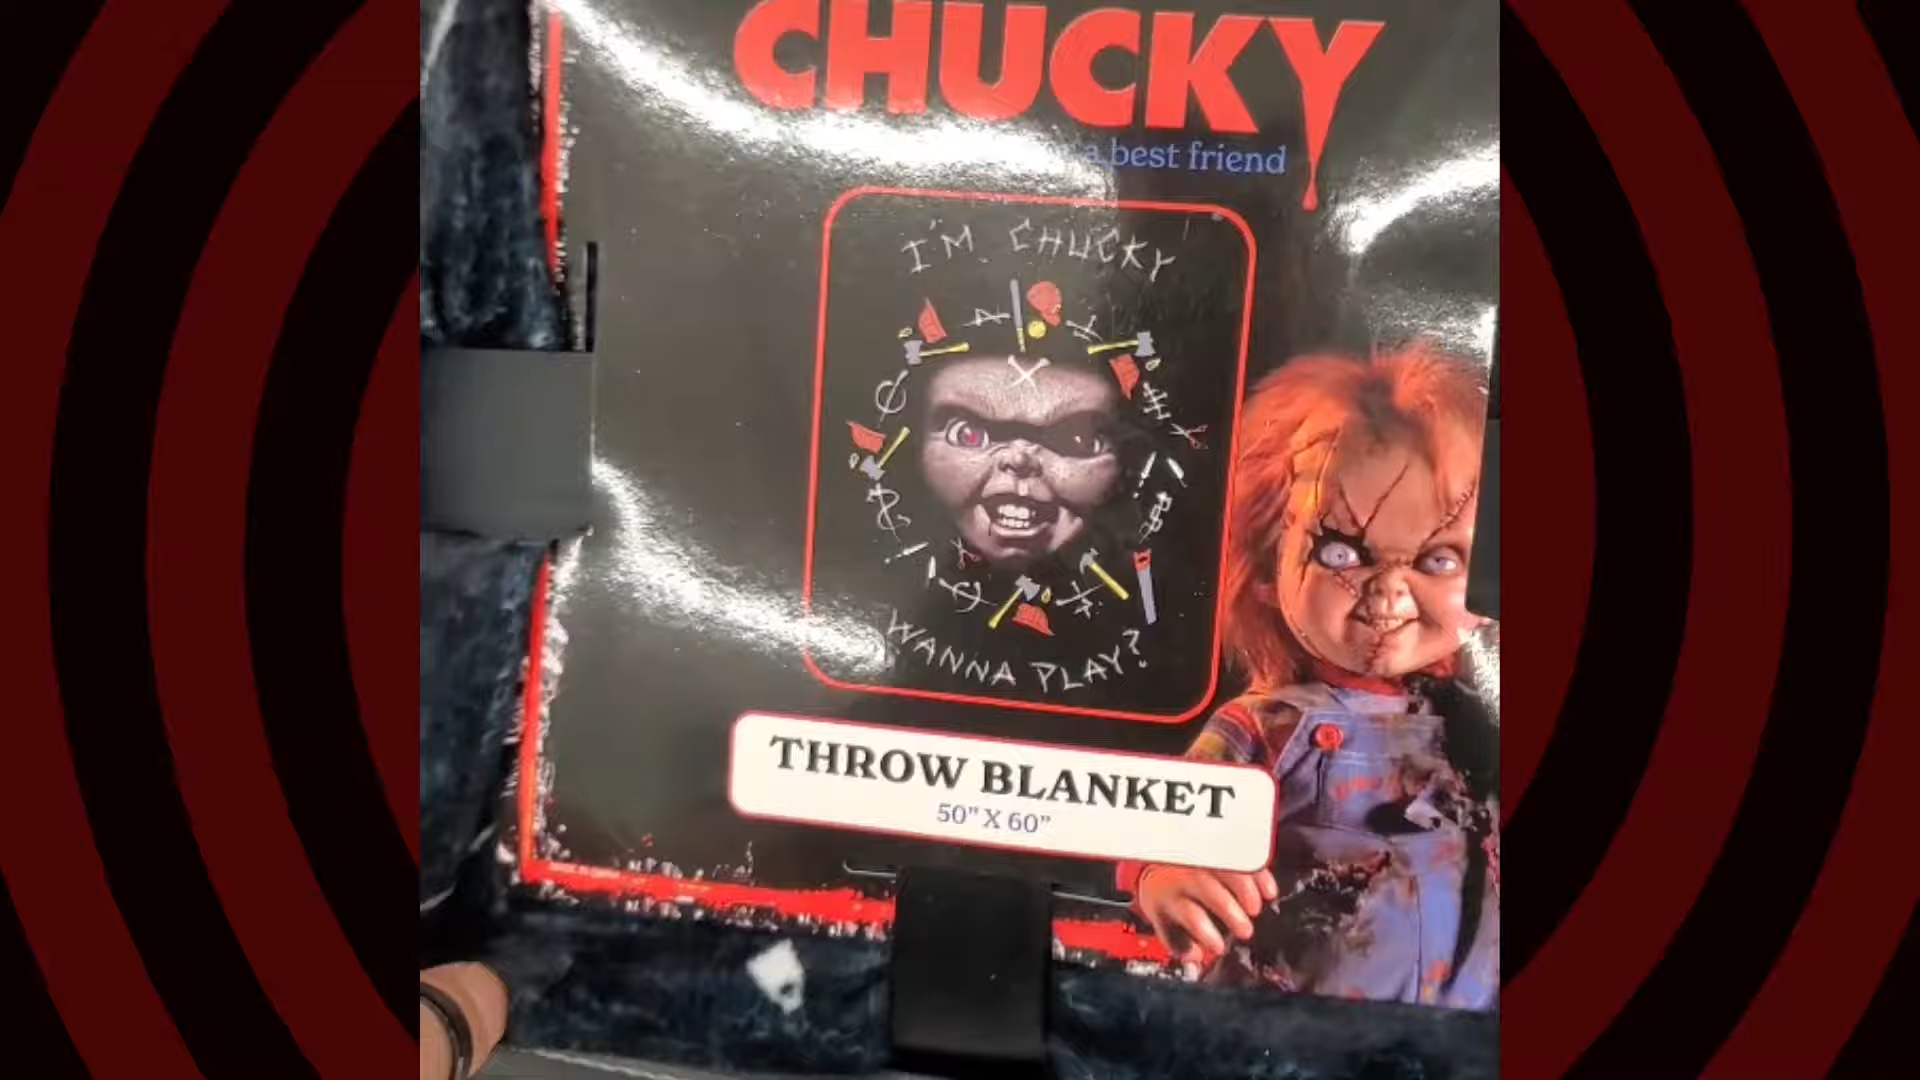 CHUCKY
a best friend
I'M CHUCKY
WANNA PLAY?
THROW BLANKET
50" X 60"